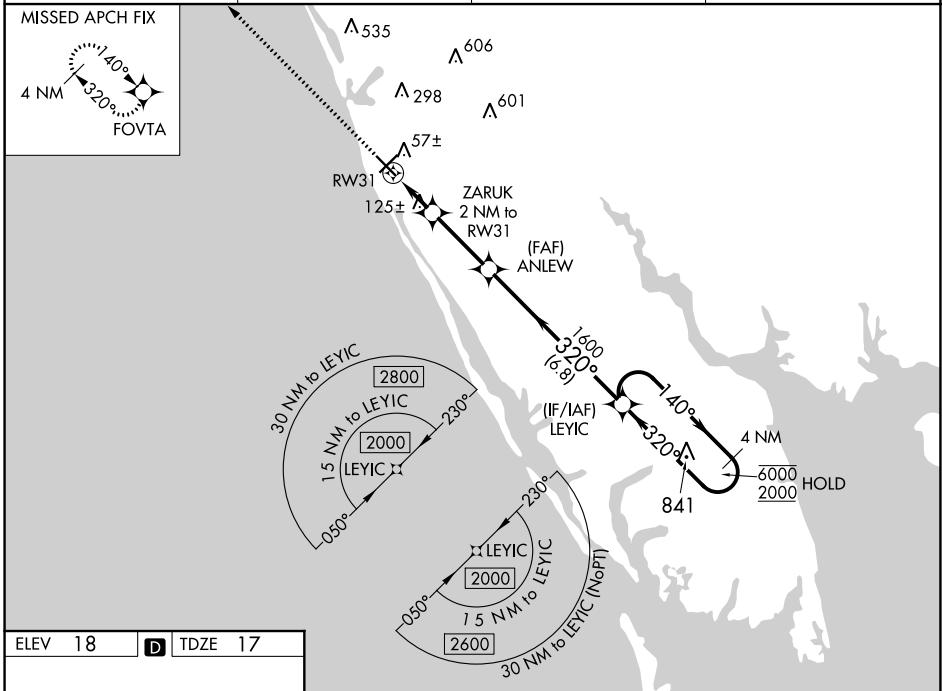 MISSED APCH FIX
140°
4 NM
320°
FOVTA
535
606
298
601
57±
RW31
125±
ZARUK
2 NM to
RW31
(FAF)
ANLEW
1600
320°
(6.8)
(IF/IAF)
LEYIC
140°
320°
4 NM
6000
2000
HOLD
841
30 NM to LEYIC
2800
15 NM to LEYIC
230°
2000
LEYIC
050°
230°
LEYIC
2000
050°
15 NM to LEYIC
2600
30 NM to LEYIC (NoPT)
ELEV 18 D TDZE 17